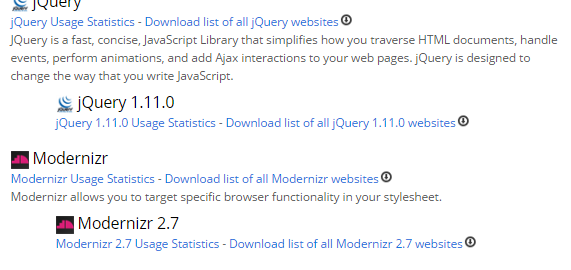 jQuery
jQuery Usage Statistics - Download list of all jQuery websites
JQuery is a fast, concise, JavaScript Library that simplifies how you traverse HTML documents, handle
events, perform animations, and add Ajax interactions to your web pages. jQuery is designed to
change the way that you write JavaScript.
jQuery 1.11.0
jQuery 1.11.0 Usage Statistics - Download list of all jQuery 1.11.0 websites
Modernizr
Modernizr Usage Statistics - Download list of all Modernizr websites
Modernizr allows you to target specific browser functionality in your stylesheet.
Modernizr 2.7
Modernizr 2.7 Usage Statistics - Download list of all Modernizr 2.7 websites